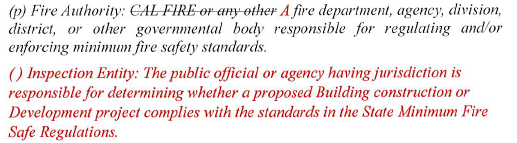 (p) Fire Authority: CAL FIRE or any other A fire department, agency, division,
district, or other governmental body responsible for regulating and/or
enforcing minimum fire safety standards.
() Inspection Entity: The public official or agency having jurisdiction is
responsible for determining whether a proposed Building construction or
Development project complies with the standards in the State Minimum Fire
Safe Regulations.